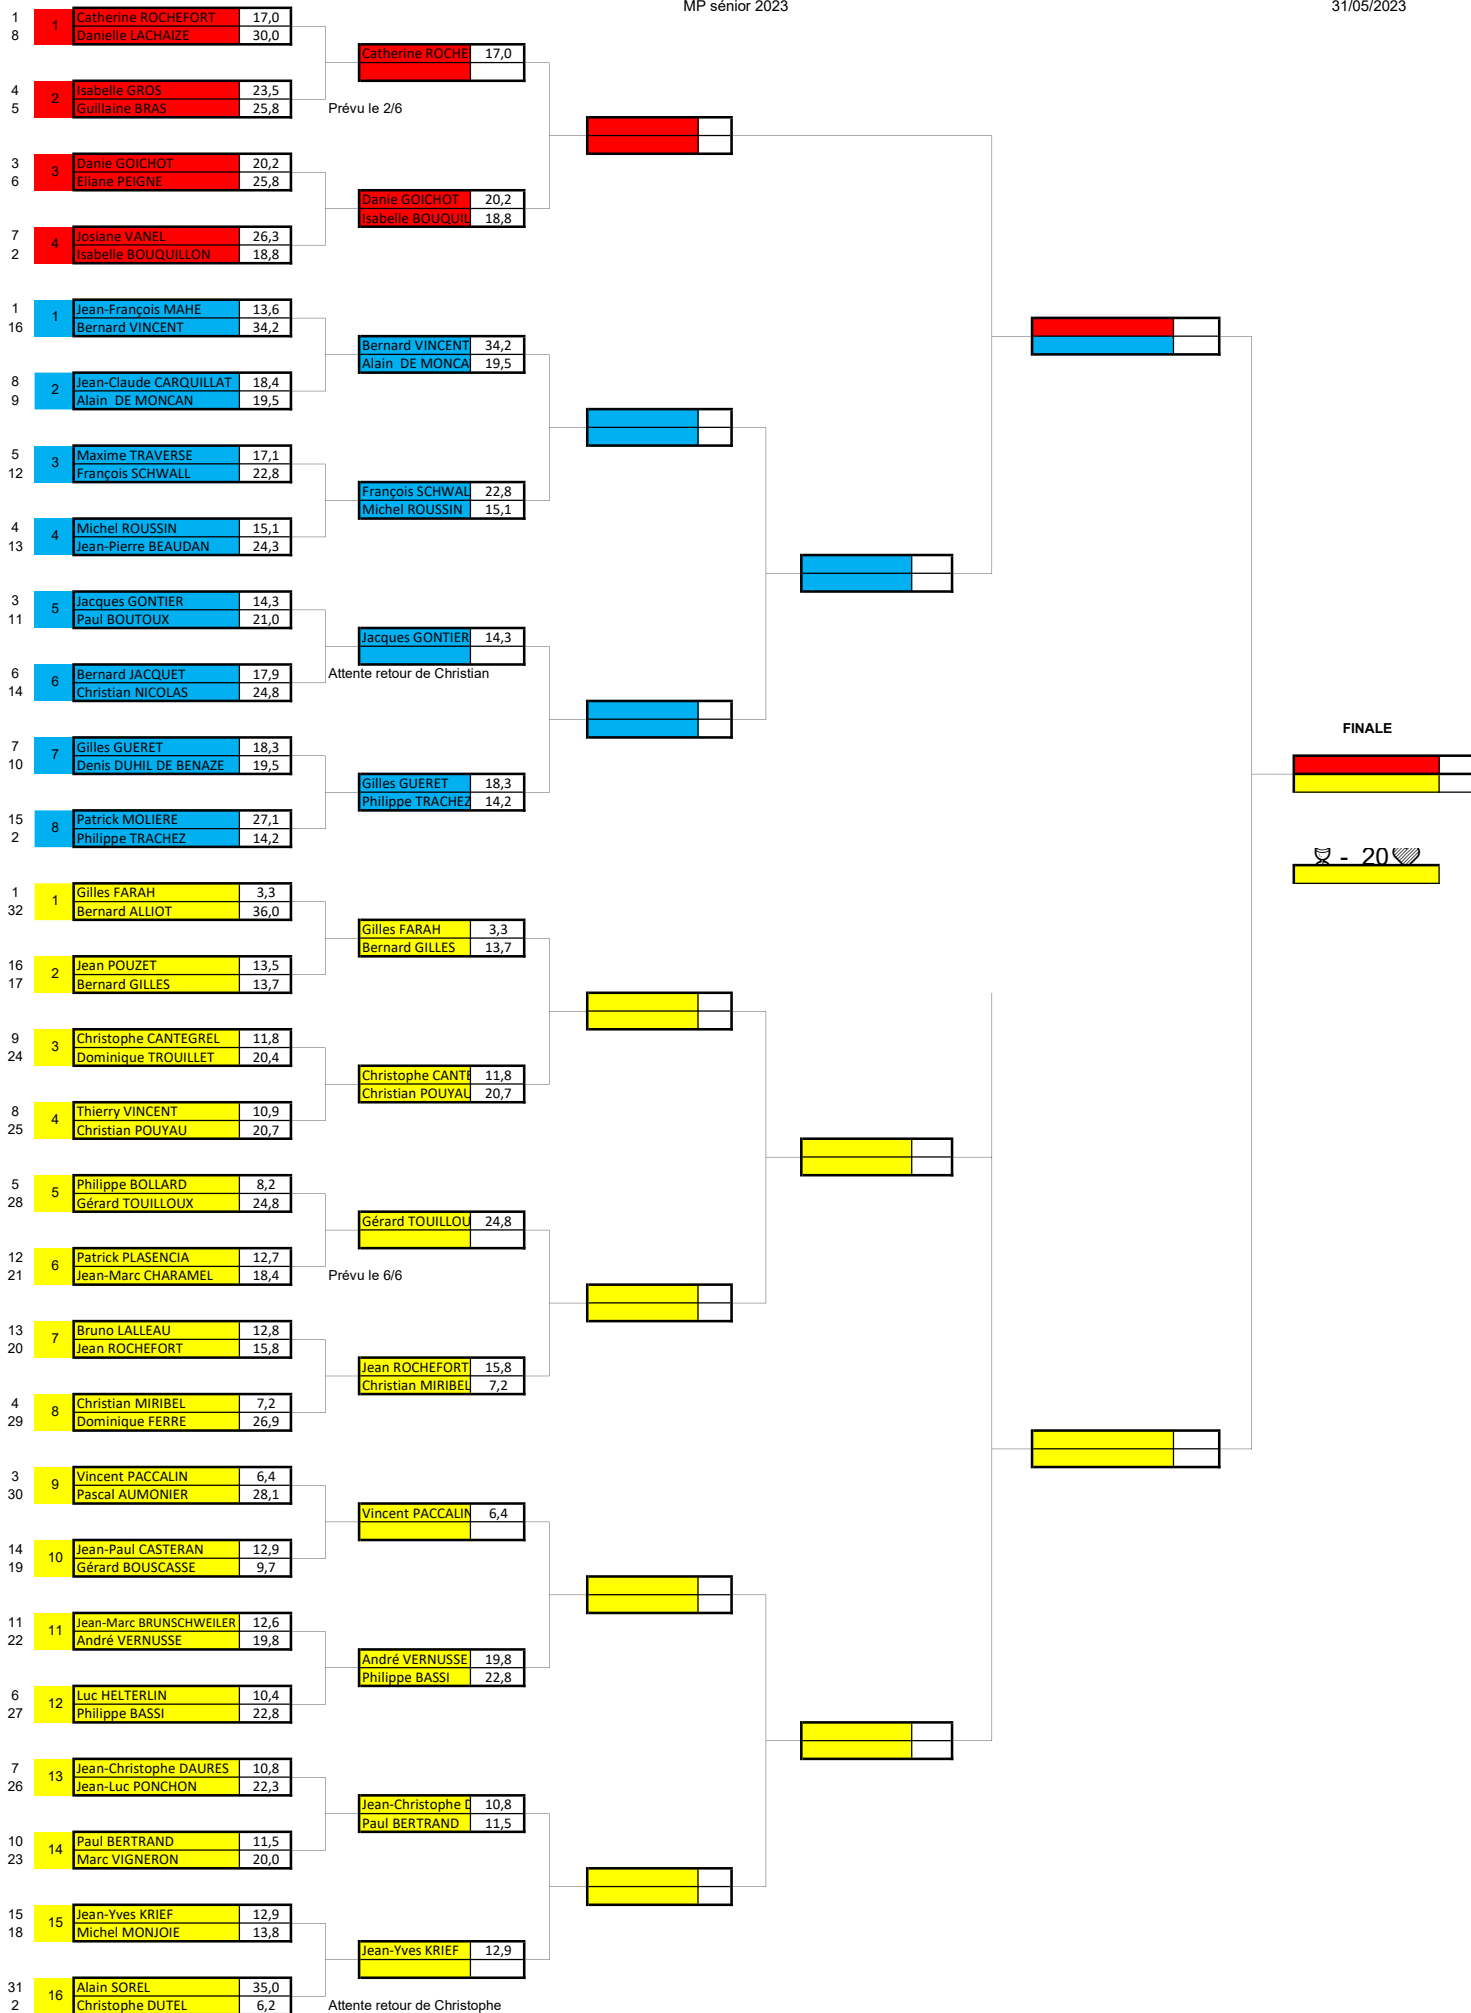 MP sénior 2023
31/05/2023
1 1 Catherine ROCHEFORT 17,0
8 Danielle LACHAIZE 30,0
Catherine ROCHE 17,0
4 2 Isabelle GROS 23,5
5 Guillaine BRAS 25,8 Prévu le 2/6
3 3 Danie GOICHOT 20,2
6 Eliane PEIGNE 25,8
Danie GOICHOT 20,2
Isabelle BOUQUIL 18,8
7 4 Josiane VANEL 26,3
2 Isabelle BOUQUILLON 18,8
1 1 Jean-François MAHE 13,6
16 Bernard VINCENT 34,2
Bernard VINCENT 34,2
Alain DE MONCA 19,5
8 2 Jean-Claude CARQUILLAT 18,4
9 Alain DE MONCAN 19,5
5 3 Maxime TRAVERSE 17,1
12 François SCHWALL 22,8
François SCHWAL 22,8
Michel ROUSSIN 15,1
4 4 Michel ROUSSIN 15,1
13 Jean-Pierre BEAUDAN 24,3
3 5 Jacques GONTIER 14,3
11 Paul BOUTOUX 21,0
Jacques GONTIER 14,3
6 6 Bernard JACQUET 17,9 Attente retour de Christian
14 Christian NICOLAS 24,8
7 7 Gilles GUERET 18,3
10 Denis DUHIL DE BENAZE 19,5
FINALE
Gilles GUERET 18,3
Philippe TRACHEZ 14,2
15 8 Patrick MOLIERE 27,1
2 Philippe TRACHEZ 14,2
- 20
1 1 Gilles FARAH 3,3
32 Bernard ALLIOT 36,0
Gilles FARAH 3,3
Bernard GILLES 13,7
16 2 Jean POUZET 13,5
17 Bernard GILLES 13,7
9 3 Christophe CANTEGREL 11,8
24 Dominique TROUILLET 20,4
Christophe CANTE 11,8
Christian POUYAU 20,7
8 4 Thierry VINCENT 10,9
25 Christian POUYAU 20,7
5 5 Philippe BOLLARD 8,2
28 Gérard TOUILLOUX 24,8
Gérard TOUILLOU 24,8
12 6 Patrick PLASENCIA 12,7
21 Jean-Marc CHARAMEL 18,4 Prévu le 6/6
13 7 Bruno LALLEAU 12,8
20 Jean ROCHEFORT 15,8
Jean ROCHEFORT 15,8
Christian MIRIBEL 7,2
4 8 Christian MIRIBEL 7,2
29 Dominique FERRE 26,9
3 9 Vincent PACCALIN 6,4
30 Pascal AUMONIER 28,1
Vincent PACCALIN 6,4
14 10 Jean-Paul CASTERAN 12,9
19 Gérard BOUSCASSE 9,7
11 11 Jean-Marc BRUNSCHWEILER 12,6
22 André VERNUSSE 19,8
André VERNUSSE 19,8
Philippe BASSI 22,8
6 12 Luc HELTERLIN 10,4
27 Philippe BASSI 22,8
7 13 Jean-Christophe DAURES 10,8
26 Jean-Luc PONCHON 22,3
Jean-Christophe D 10,8
Paul BERTRAND 11,5
10 14 Paul BERTRAND 11,5
23 Marc VIGNERON 20,0
15 15 Jean-Yves KRIEF 12,9
18 Michel MONJOIE 13,8
Jean-Yves KRIEF 12,9
31 16 Alain SOREL 35,0
2 Christophe DUTEL 6,2 Attente retour de Christophe